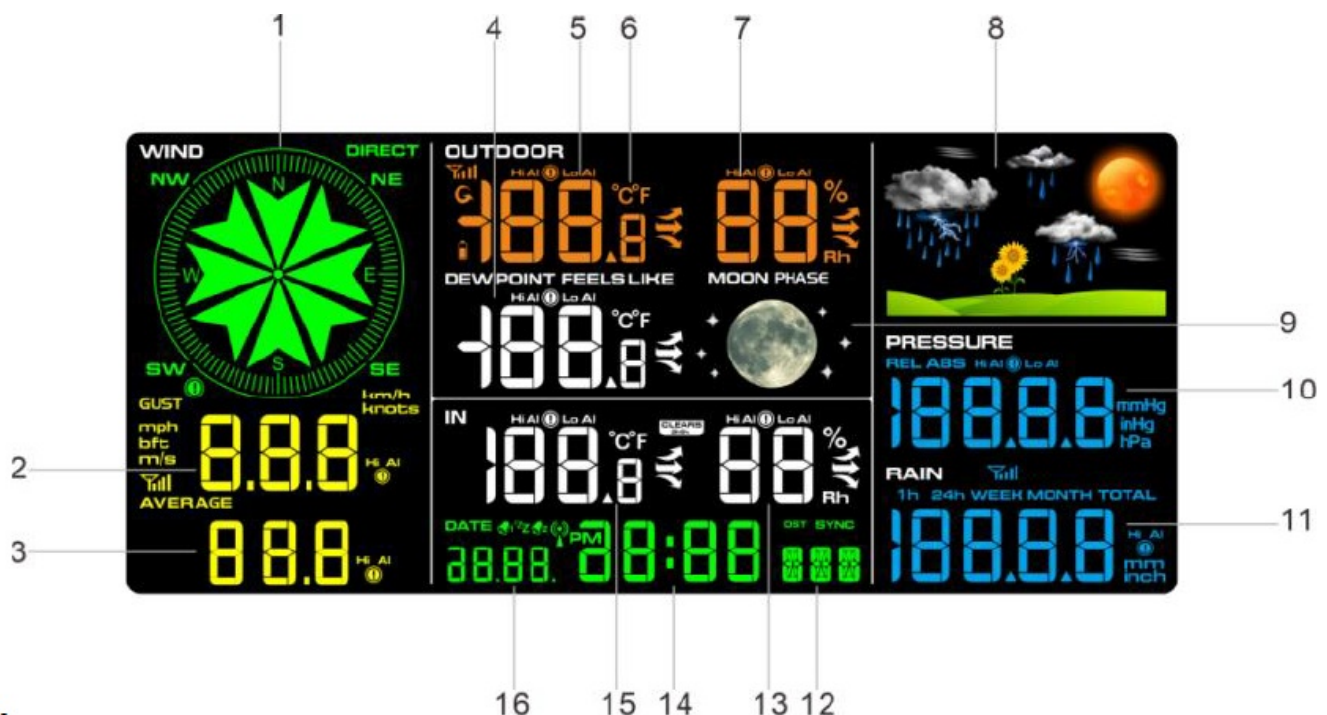 1 4 5 6 7 8
WIND DIRECT
NW NE
N
W E
S
SW SE
GUST km/h
knots
mph
bft
m/s
8.8.8
Hi Al
2
AVERAGE
3
88.8
Hi Al
OUTDOOR
Hi Al Lo Al
°C°F
188.8
Hi Al Lo Al
88
%
Rh
DEWPOINT FEELS LIKE
Hi Al Lo Al
°C°F
188.8
MOON PHASE
9
IN
Hi Al Lo Al
°C°F
188.8
CLEARS
Hi Al Lo Al
88
%
Rh
DATE
28.88.
PM
28:88
DST SYNC
PRESSURE
REL ABS Hi Al Lo Al
188.8.8
mmHg
inHg
hPa
10
RAIN
1h 24h WEEK MONTH TOTAL
188.8.8
Hi Al
mm
inch
11
16 15 14 13 12